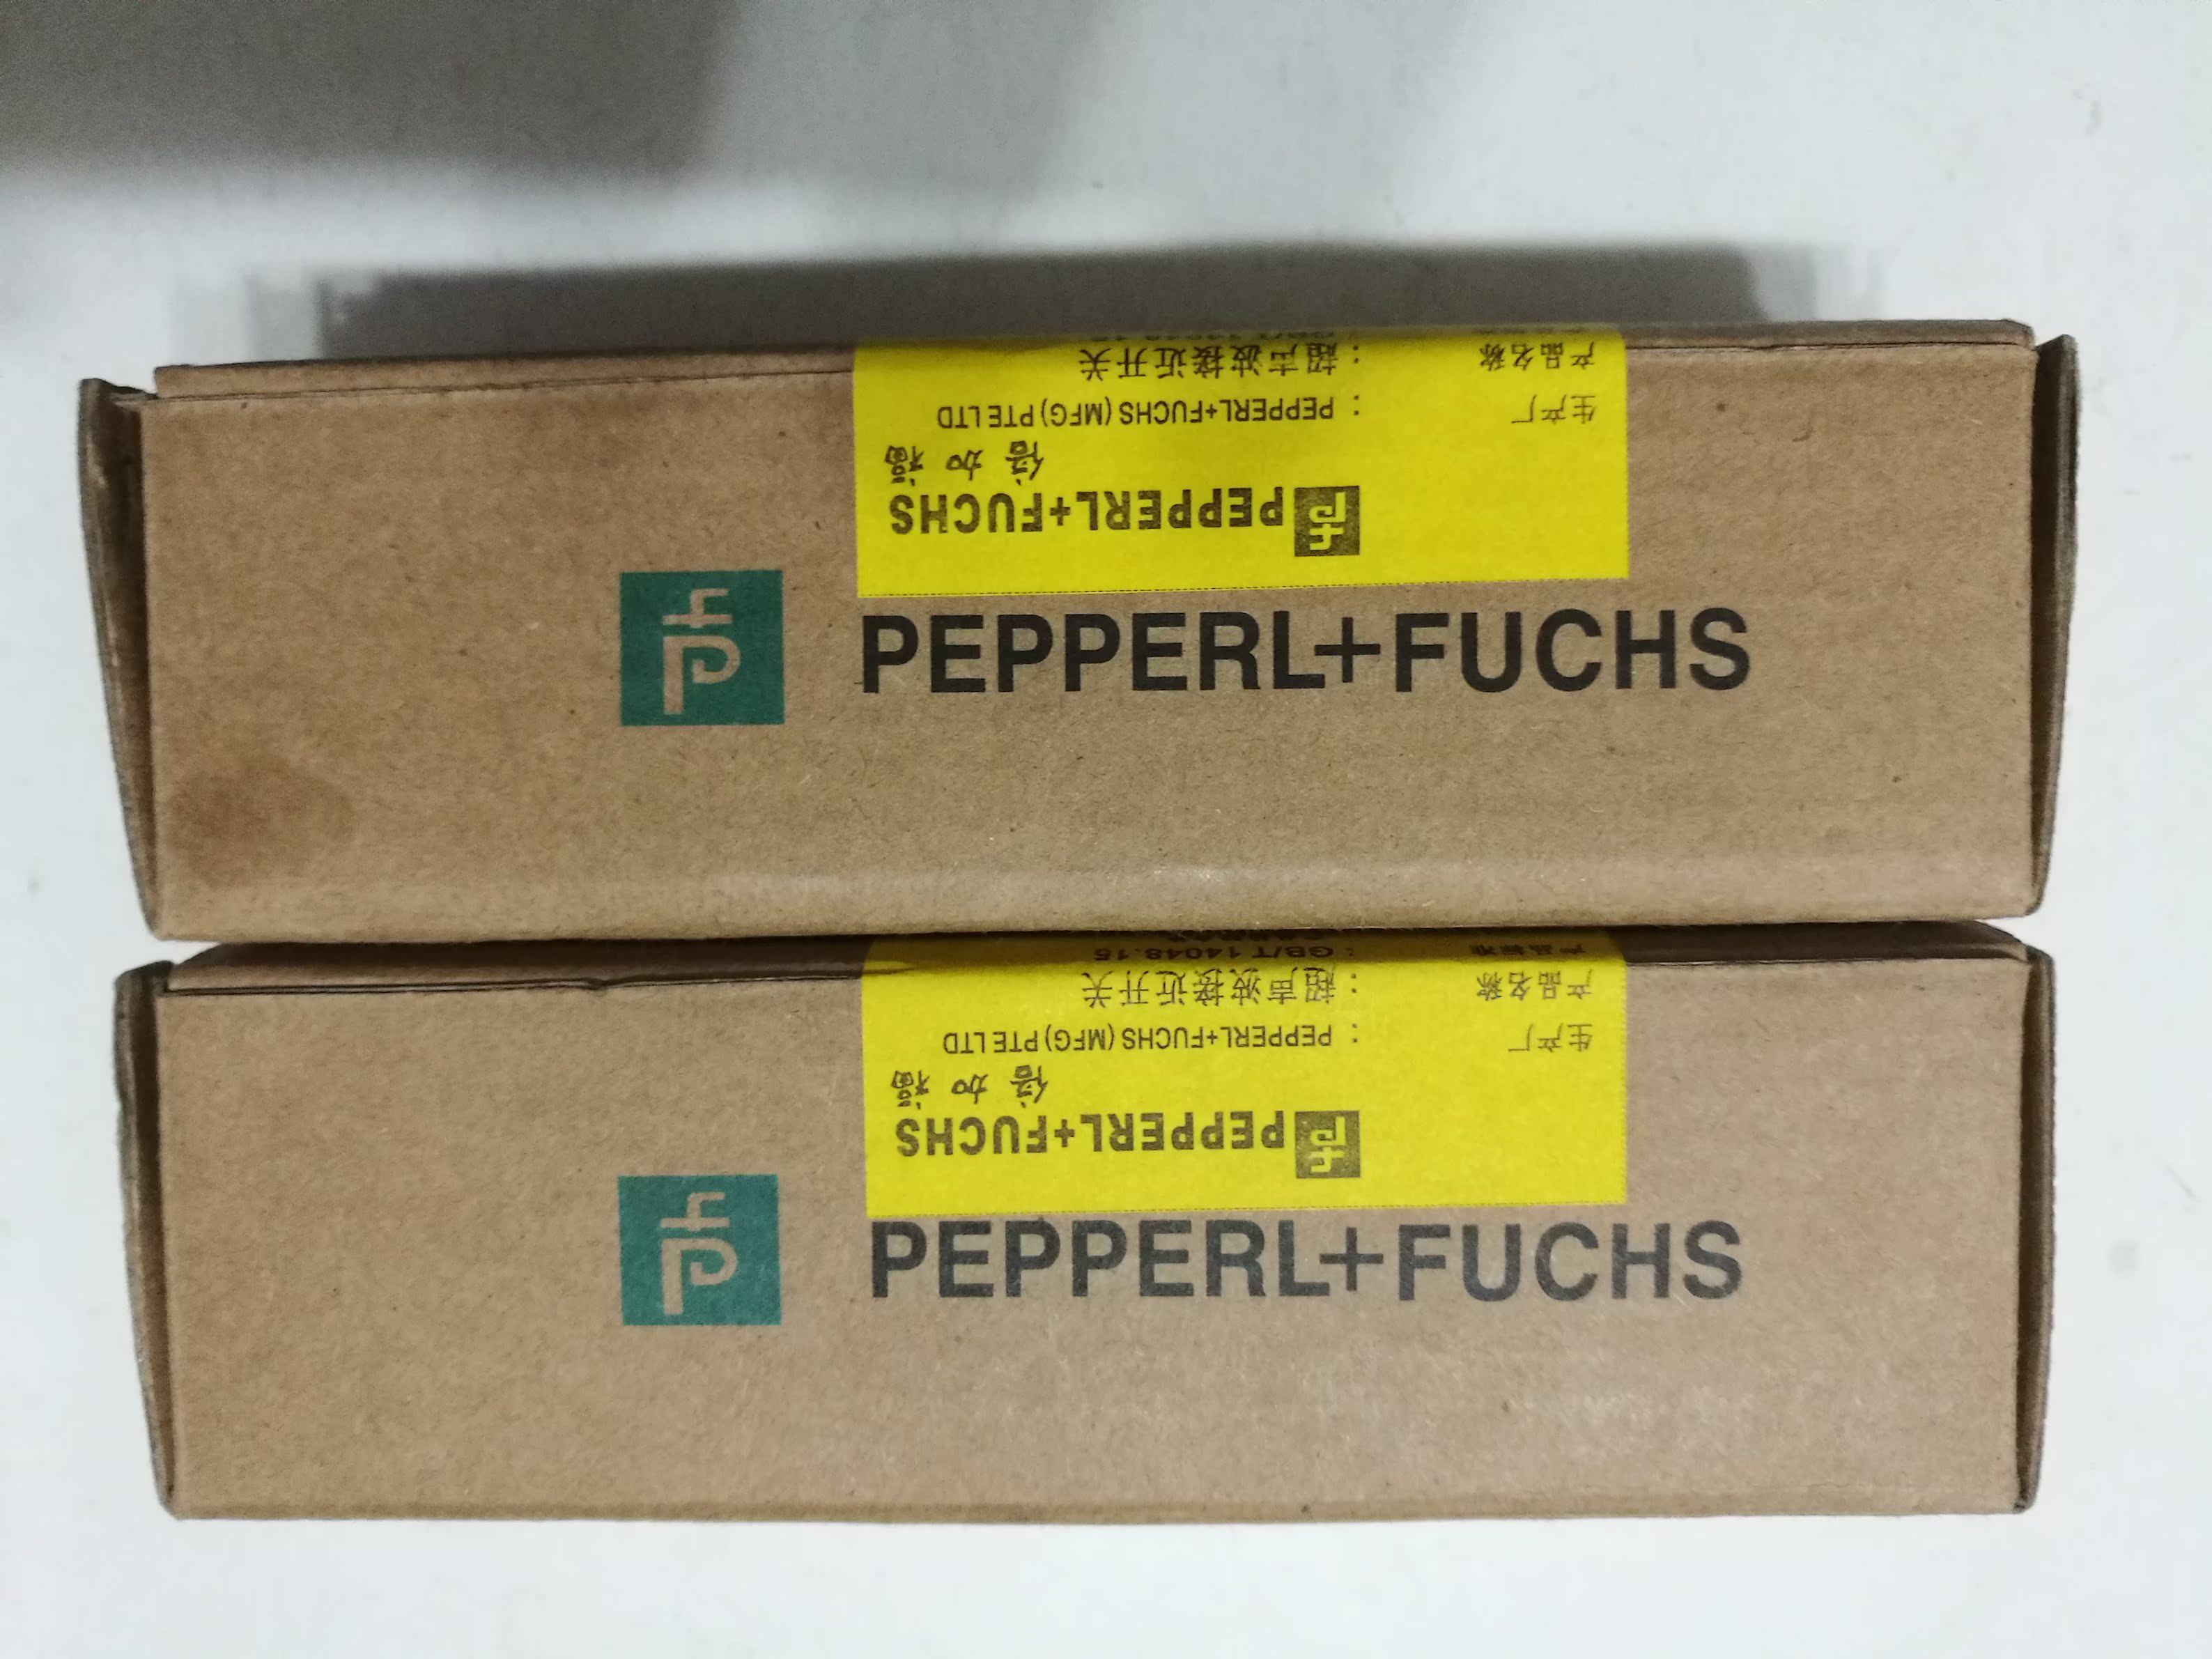 PEPPERL+FUCHS
倍加福
生产厂 : PEPPERL+FUCHS (MFG) PTE LTD
产品名称 : 超声波接近开关
PEPPERL+FUCHS
PEPPERL+FUCHS
倍加福
生产厂 : PEPPERL+FUCHS (MFG) PTE LTD
产品名称 : 超声波接近开关
产品标准 : GB/T 14048.15
PEPPERL+FUCHS